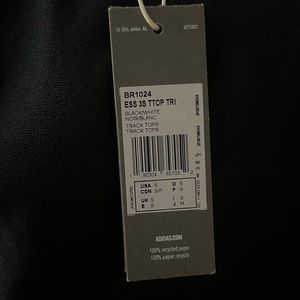 BR1024
ESS 3S TTOP TRI
BLACK/WHITE
NOIR/BLANC
TRACK TOPS
TRACK TOPS
SPORTSWEAR
USA S
D S
CDN S/P
F S
UK S
I S
E S
J M
ADIDAS.COM
100% recycled paper
100% papier recyclé